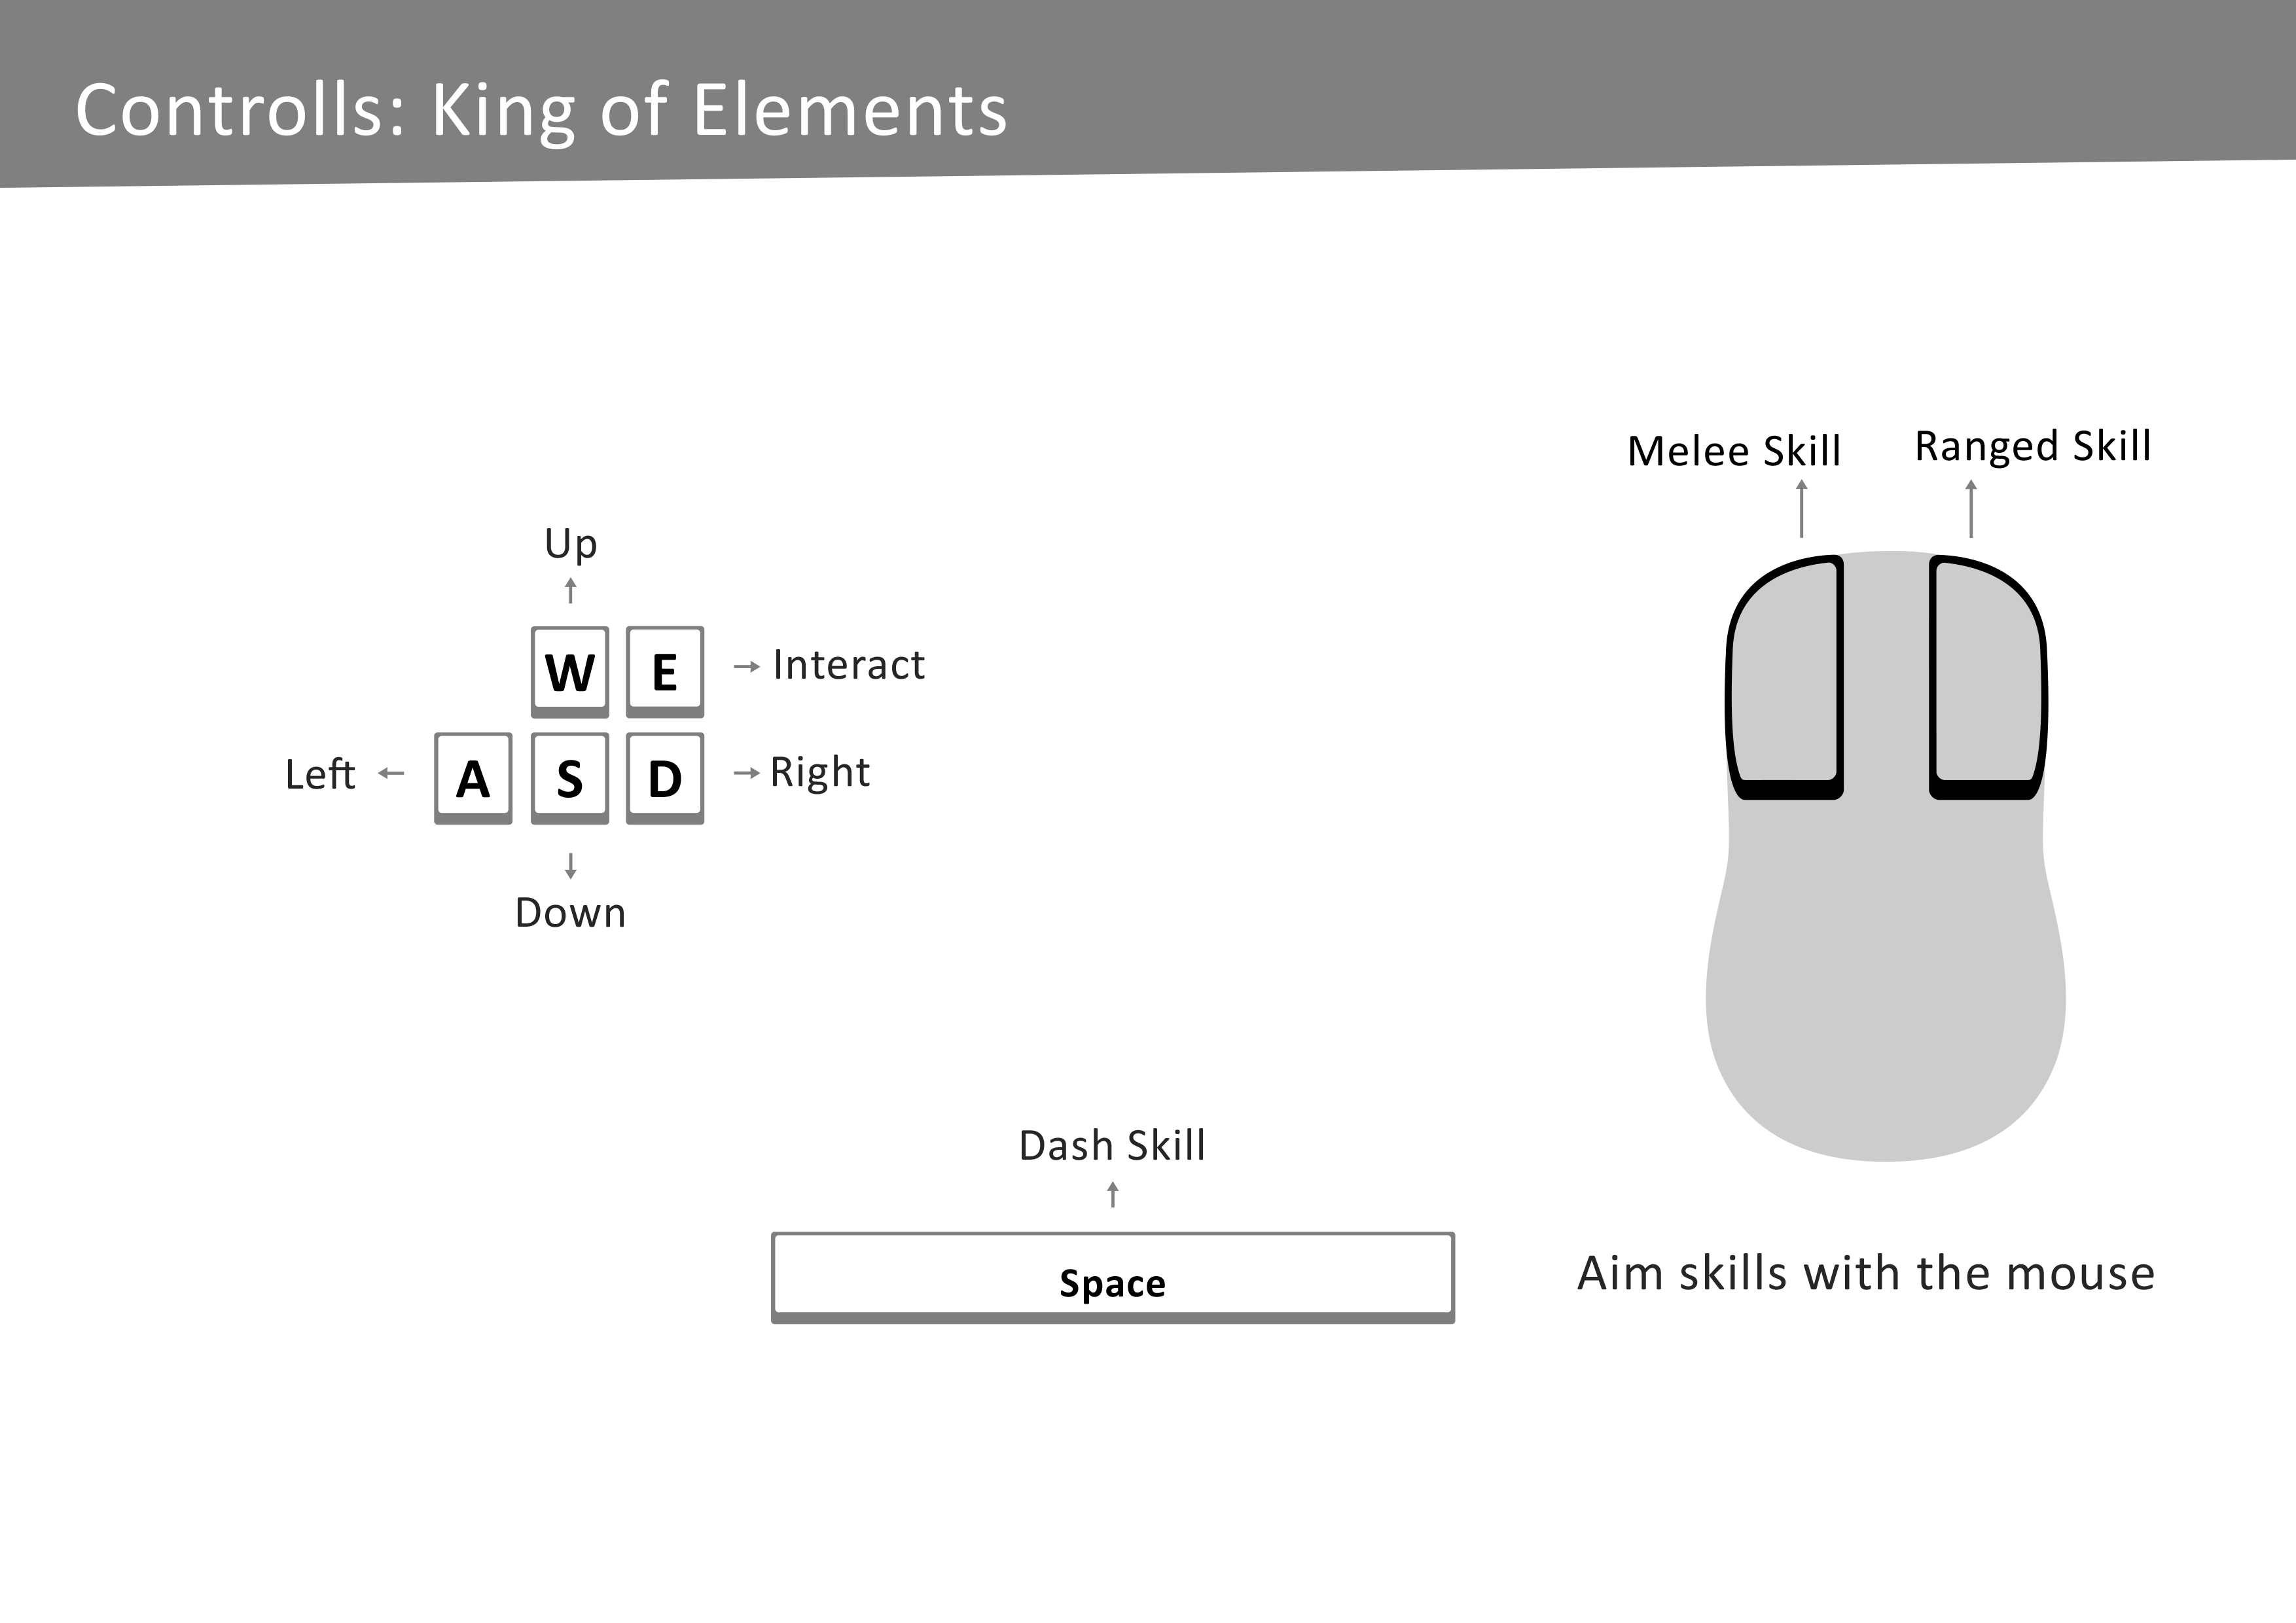 Controlls: King of Elements
Melee Skill
Ranged Skill
Up
W
E
Interact
Left
A
S
D
Right
Down
Dash Skill
Space
Aim skills with the mouse